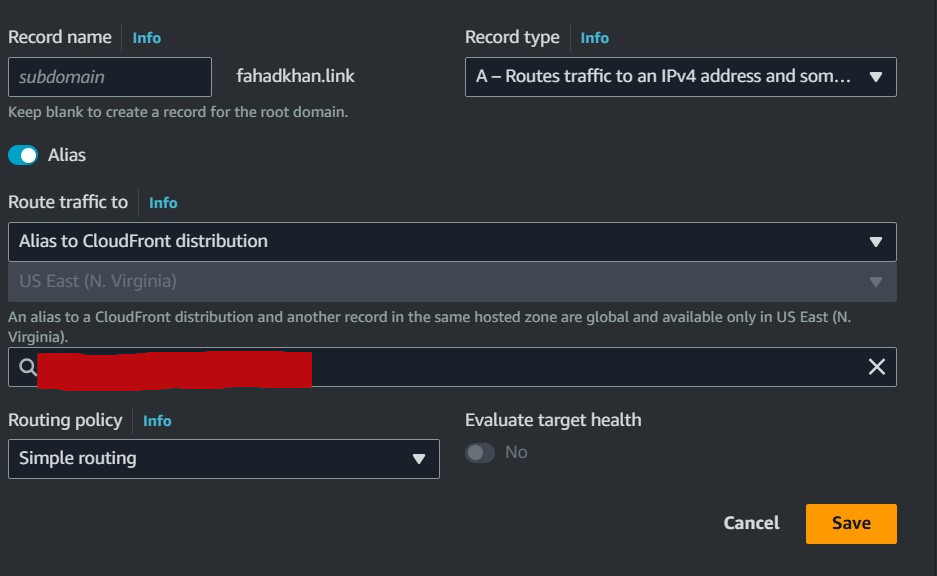 Record name Info
Record type Info
subdomain
fahadkhan.link
A – Routes traffic to an IPv4 address and som...
Keep blank to create a record for the root domain.
Alias
Route traffic to Info
Alias to CloudFront distribution
US East (N. Virginia)
An alias to a CloudFront distribution and another record in the same hosted zone are global and available only in US East (N.
Virginia).
Routing policy Info
Evaluate target health
Simple routing
No
Cancel
Save